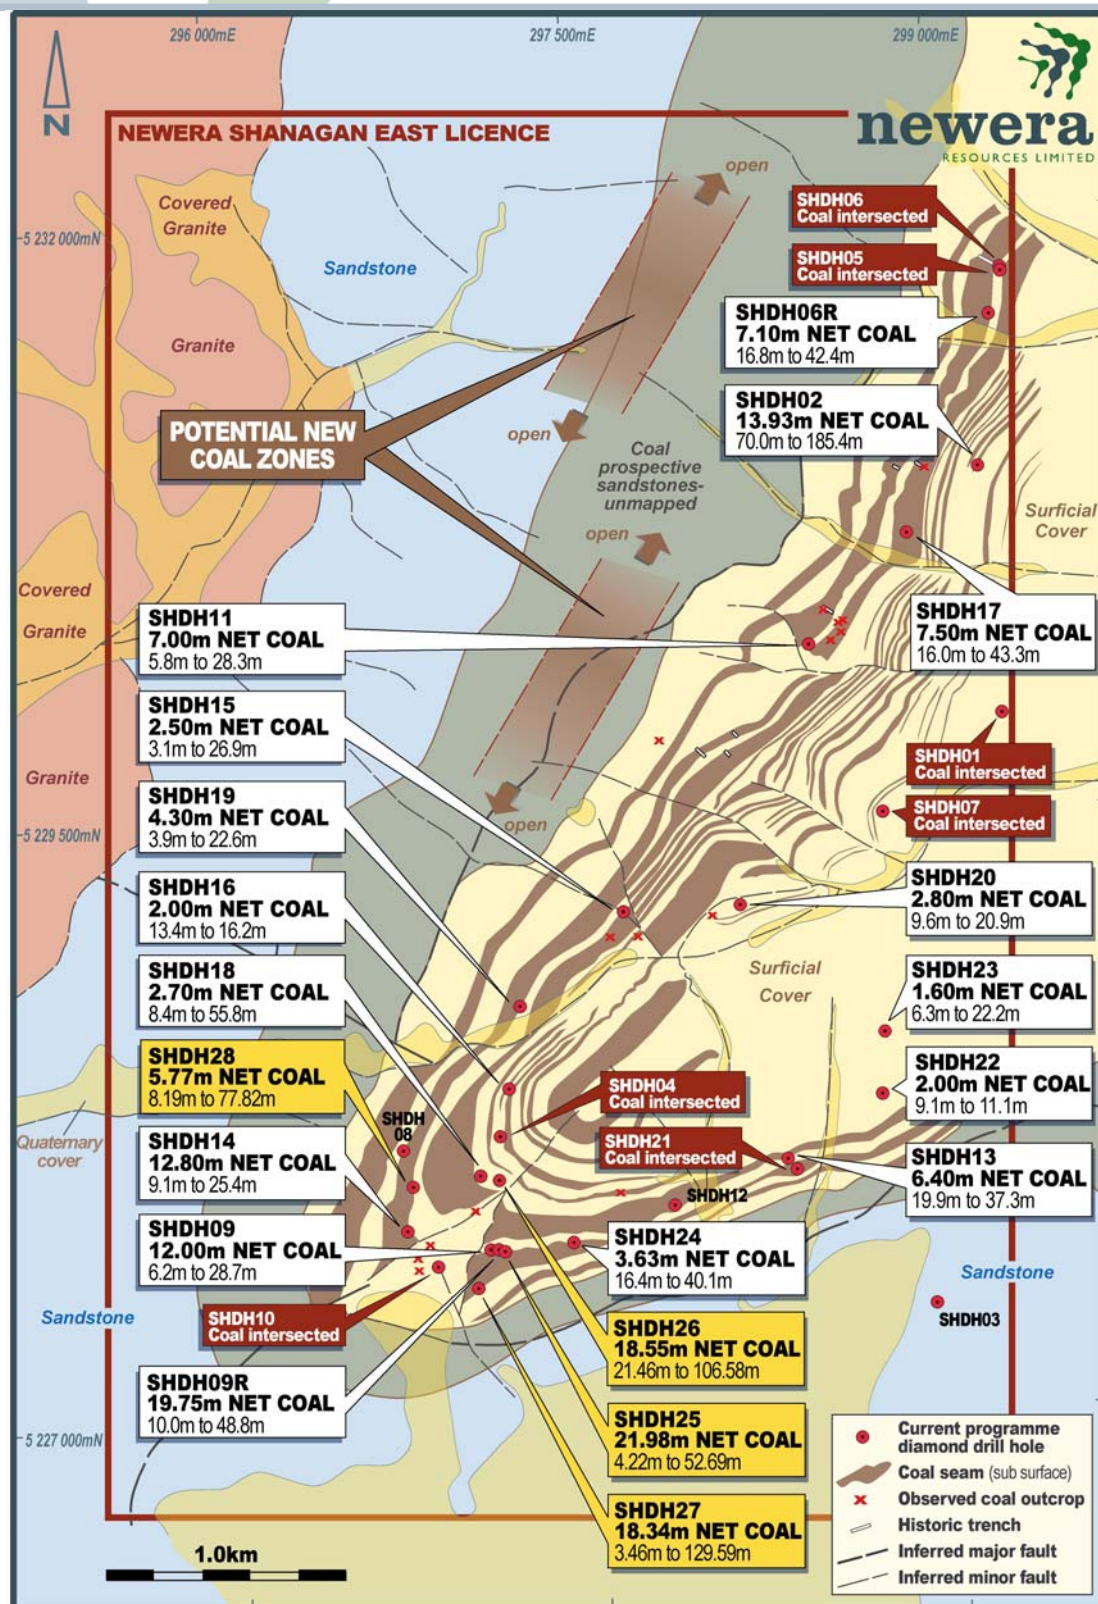 296 000mE
297 500mE
299 000mE
N
NEWERA SHANAGAN EAST LICENCE
newera
RESOURCES LIMITED
open
Covered
Granite
SHDH06
Coal intersected
5 232 000mN
Sandstone
SHDH05
Coal intersected
SHDH06R
7.10m NET COAL
16.8m to 42.4m
Granite
SHDH02
13.93m NET COAL
70.0m to 185.4m
POTENTIAL NEW
COAL ZONES
open
Coal
prospective
sandstones-
unmapped
Surficial
Cover
open
Covered
Granite
SHDH11
7.00m NET COAL
5.8m to 28.3m
SHDH17
7.50m NET COAL
16.0m to 43.3m
SHDH15
2.50m NET COAL
3.1m to 26.9m
SHDH01
Coal intersected
Granite
SHDH19
4.30m NET COAL
3.9m to 22.6m
SHDH07
Coal intersected
open
5 229 500mN
SHDH16
2.00m NET COAL
13.4m to 16.2m
SHDH20
2.80m NET COAL
9.6m to 20.9m
SHDH18
2.70m NET COAL
8.4m to 55.8m
Surficial
Cover
SHDH23
1.60m NET COAL
6.3m to 22.2m
SHDH28
5.77m NET COAL
8.19m to 77.82m
SHDH22
2.00m NET COAL
9.1m to 11.1m
SHDH04
Coal intersected
SHDH
08
Quaternary
cover
SHDH14
12.80m NET COAL
9.1m to 25.4m
SHDH21
Coal intersected
SHDH13
6.40m NET COAL
19.9m to 37.3m
SHDH12
SHDH09
12.00m NET COAL
6.2m to 28.7m
SHDH24
3.63m NET COAL
16.4m to 40.1m
Sandstone
Sandstone
SHDH10
Coal intersected
SHDH03
SHDH26
18.55m NET COAL
21.46m to 106.58m
SHDH09R
19.75m NET COAL
10.0m to 48.8m
SHDH25
21.98m NET COAL
4.22m to 52.69m
5 227 000mN
SHDH27
18.34m NET COAL
3.46m to 129.59m
1.0km
Current programme
diamond drill hole
Coal seam (sub surface)
Observed coal outcrop
Historic trench
Inferred major fault
Inferred minor fault